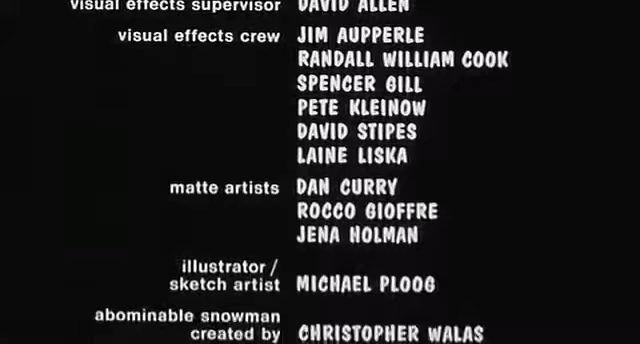 visual effects supervisor DAVID ALLEN
visual effects crew JIM AUPPERLE
RANDALL WILLIAM COOK
SPENCER GILL
PETE KLEINOW
DAVID STIPES
LAINE LISKA
matte artists DAN CURRY
ROCCO GIOFFRE
JENA HOLMAN
illustrator/
sketch artist MICHAEL PLOOG
abominable snowman
created by CHRISTOPHER WALAS